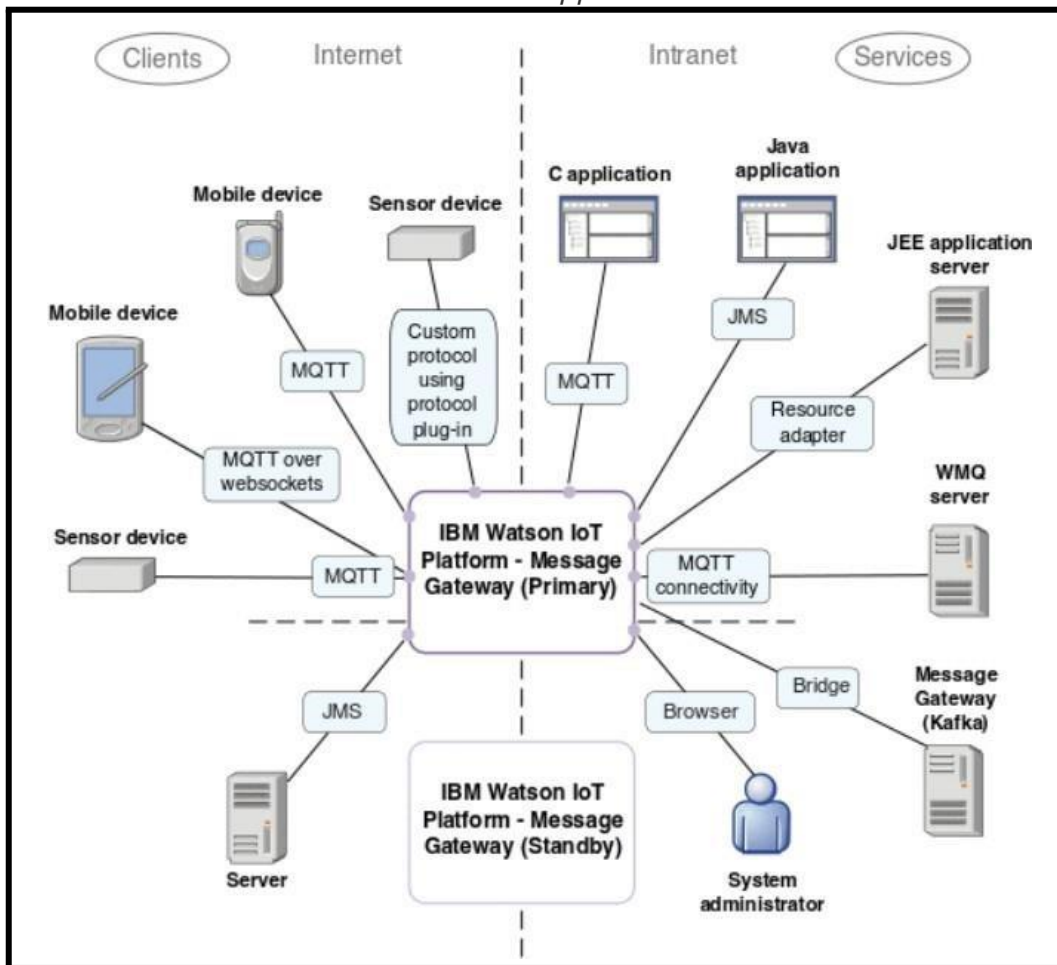 Clients
Internet
Intranet
Services
Mobile device
Sensor device
C application
Java
application
JEE application
server
Mobile device
MQTT
Custom
protocol
using
protocol
plug-in
MQTT
JMS
Resource
adapter
MQTT over
websockets
WMQ
server
Sensor device
MQTT
IBM Watson IoT
Platform - Message
Gateway (Primary)
MQTT
connectivity
JMS
Browser
Bridge
Message
Gateway
(Kafka)
IBM Watson IoT
Platform - Message
Gateway (Standby)
Server
System
administrator